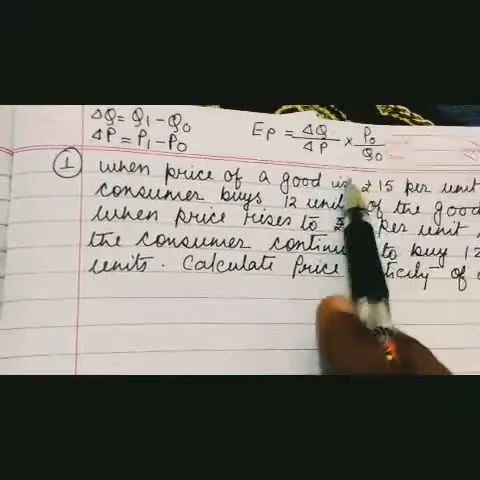 ΔQ = Q1 - Q0
ΔP = P1 - P0
EP = ΔQ/ΔP × P0/Q0
1 when price of a good is ₹15 per unit
consumer buys 12 units of the good
when price rises to per unit,
the consumer continu to buy 12
units. Calculate Price ticity of